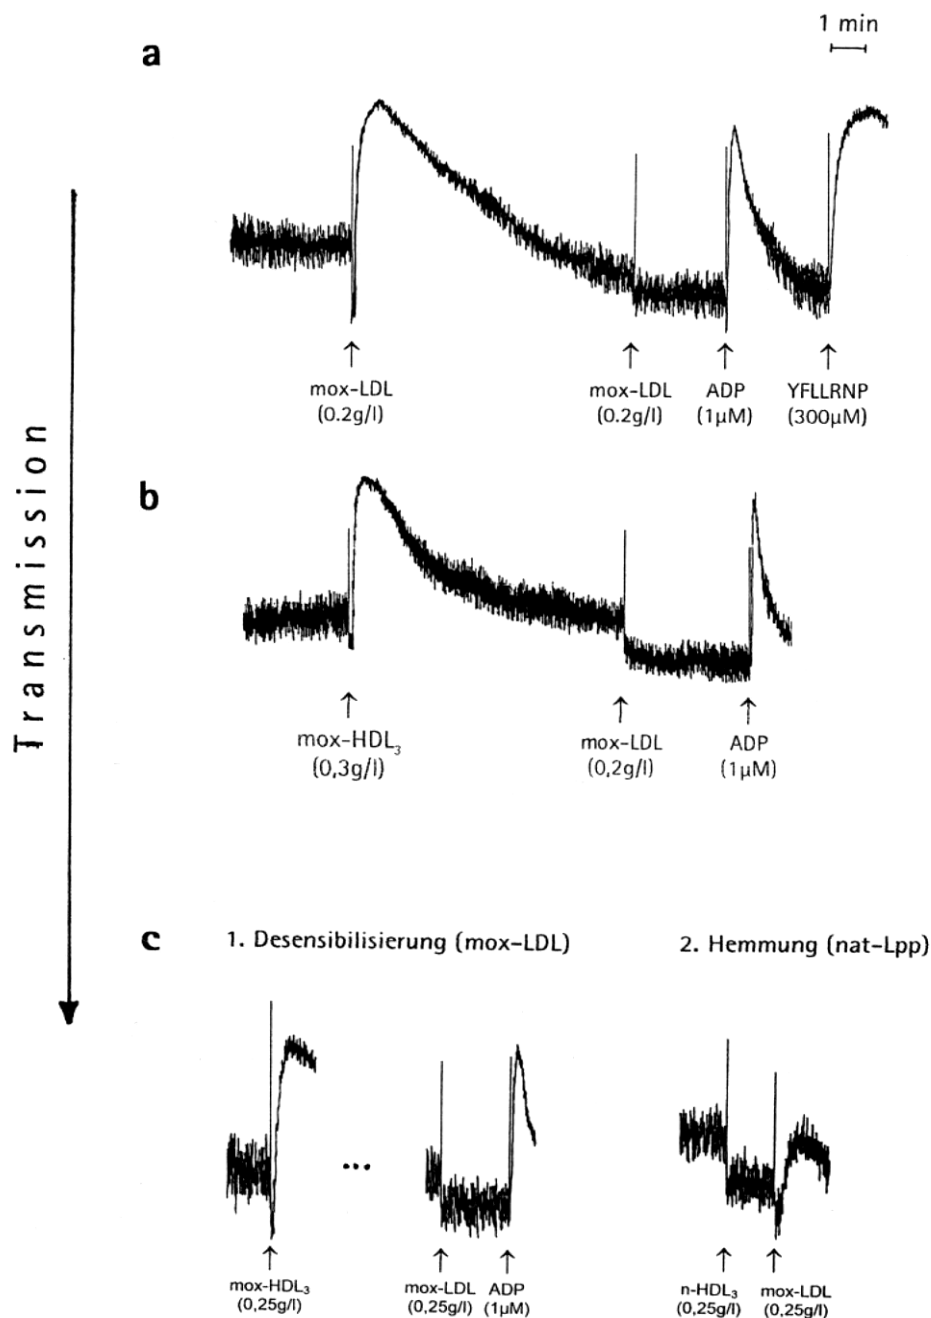 1 min
a
mox-LDL
(0.2g/l)
mox-LDL
(0.2g/l)
ADP
(1µM)
YFLLRNP
(300µM)
Transmission
b
mox-HDL₃
(0,3g/l)
mox-LDL
(0,2g/l)
ADP
(1µM)
c
1. Desensibilisierung (mox-LDL)
2. Hemmung (nat-Lpp)
...
mox-HDL₃
(0,25g/l)
mox-LDL
(0,25g/l)
ADP
(1µM)
n-HDL₃
(0,25g/l)
mox-LDL
(0,25g/l)